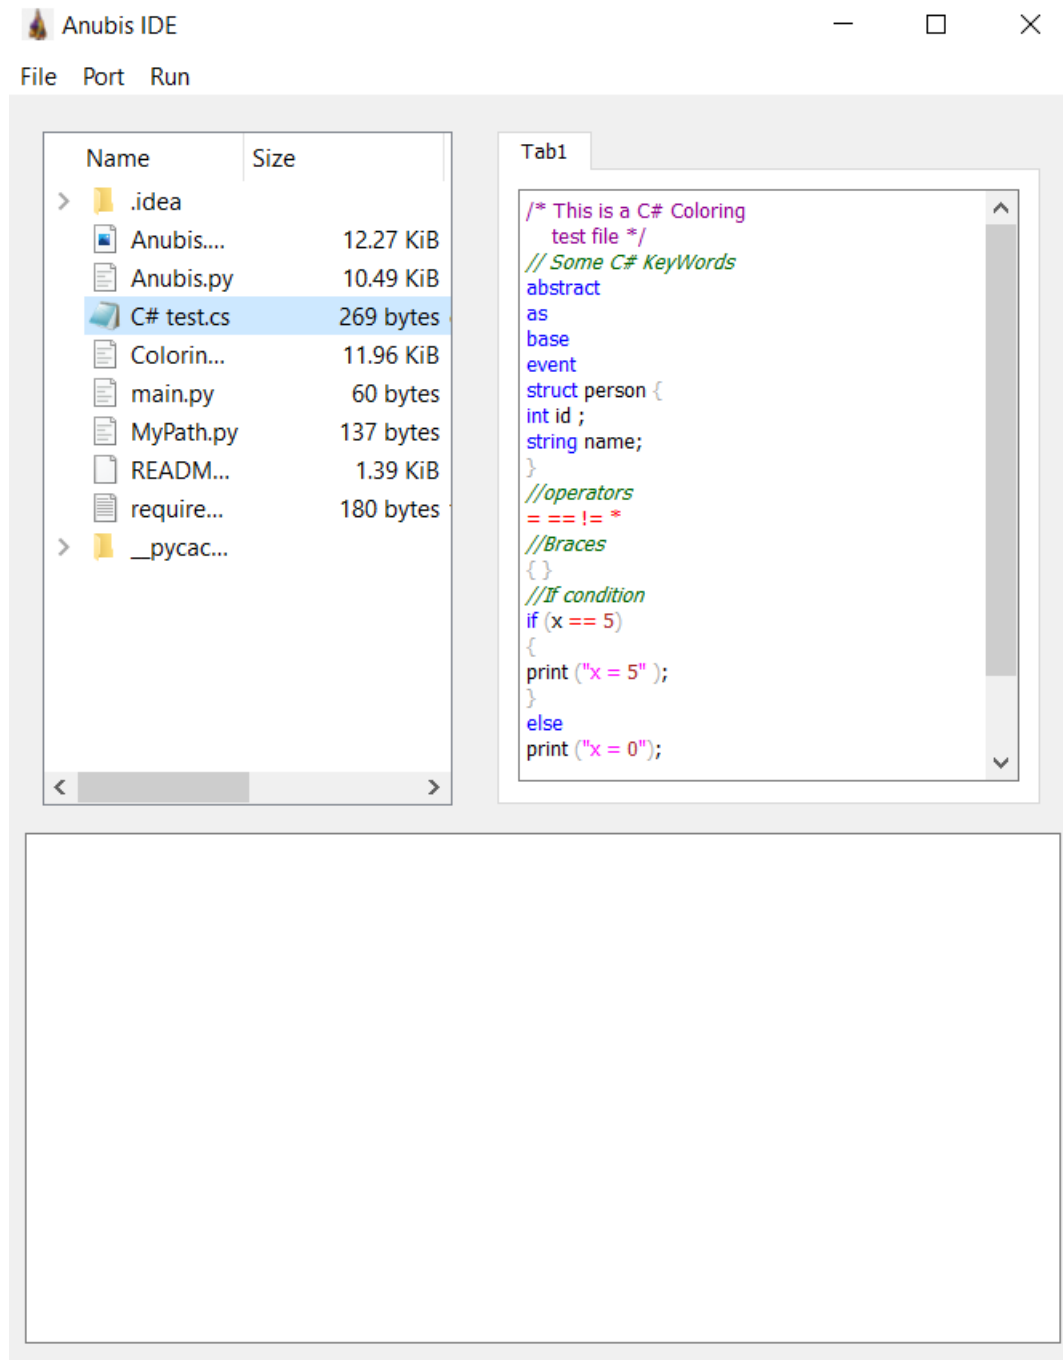 Anubis IDE
File Port Run
Name Size
.idea
Anubis.... 12.27 KiB
Anubis.py 10.49 KiB
C# test.cs 269 bytes
Colorin... 11.96 KiB
main.py 60 bytes
MyPath.py 137 bytes
READM... 1.39 KiB
require... 180 bytes
__pycac...
Tab1
/* This is a C# Coloring
test file */
// Some C# KeyWords
abstract
as
base
event
struct person {
int id ;
string name;
}
//operators
= == != *
//Braces
{ }
//If condition
if (x == 5)
{
print ("x = 5" );
}
else
print ("x = 0");